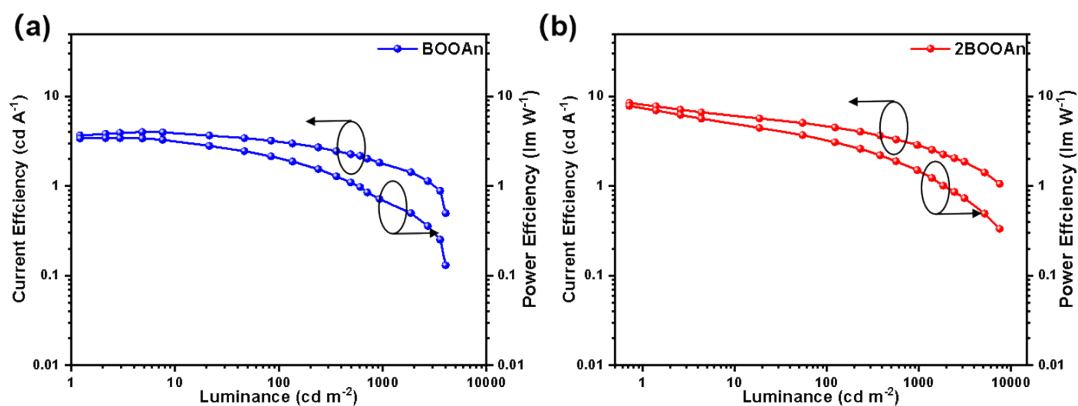 (a)
BOOAn
Current Effciency (cd A-1)
10
1
0.1
0.01
10
1
0.1
0.01
Power Effciency (lm W-1)
1
10
100
1000
10000
Luminance (cd m-2)
(b)
2BOOAn
Current Effciency (cd A-1)
10
1
0.1
0.01
10
1
0.1
0.01
Power Effciency (lm W-1)
1
10
100
1000
10000
Luminance (cd m-2)